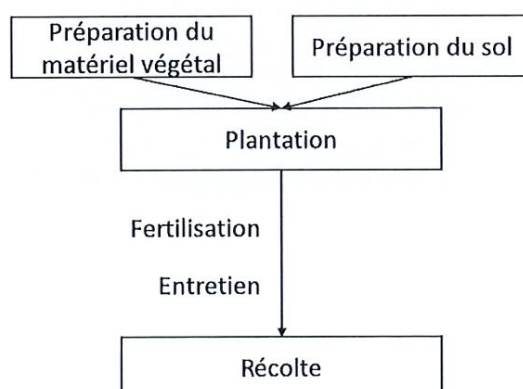 Préparation du
matériel végétal
Préparation du sol
Plantation
Fertilisation
Entretien
Récolte